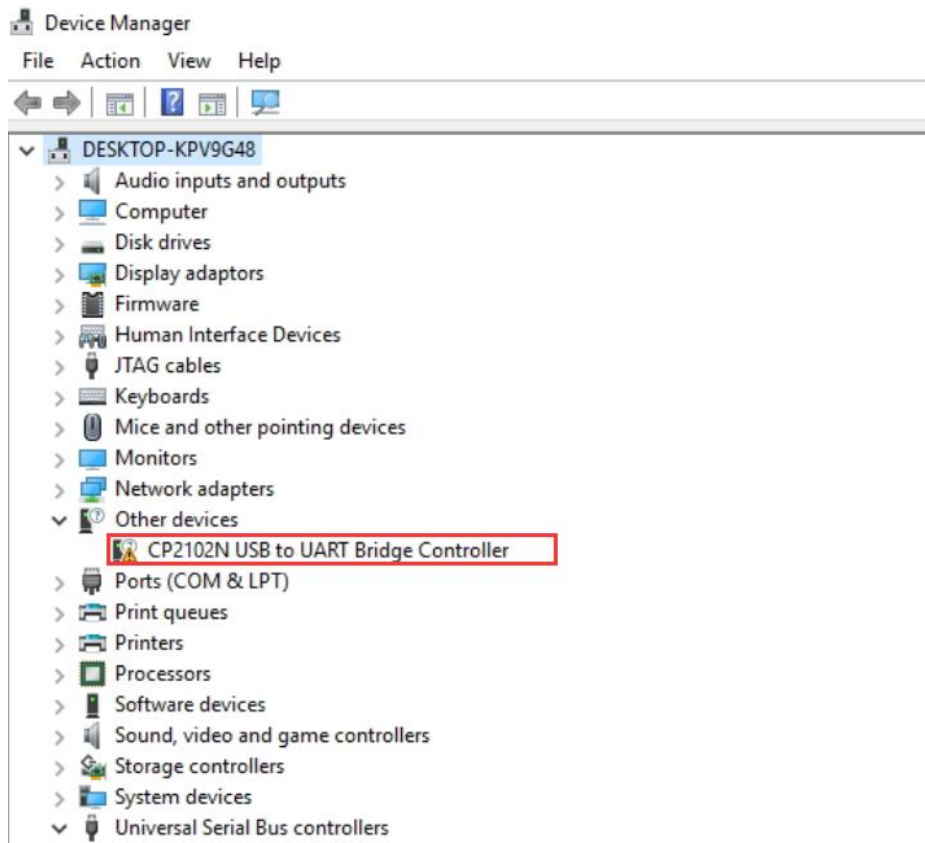 Device Manager
File Action View Help
DESKTOP-KPV9G48
Audio inputs and outputs
Computer
Disk drives
Display adaptors
Firmware
Human Interface Devices
JTAG cables
Keyboards
Mice and other pointing devices
Monitors
Network adapters
Other devices
CP2102N USB to UART Bridge Controller
Ports (COM & LPT)
Print queues
Printers
Processors
Software devices
Sound, video and game controllers
Storage controllers
System devices
Universal Serial Bus controllers